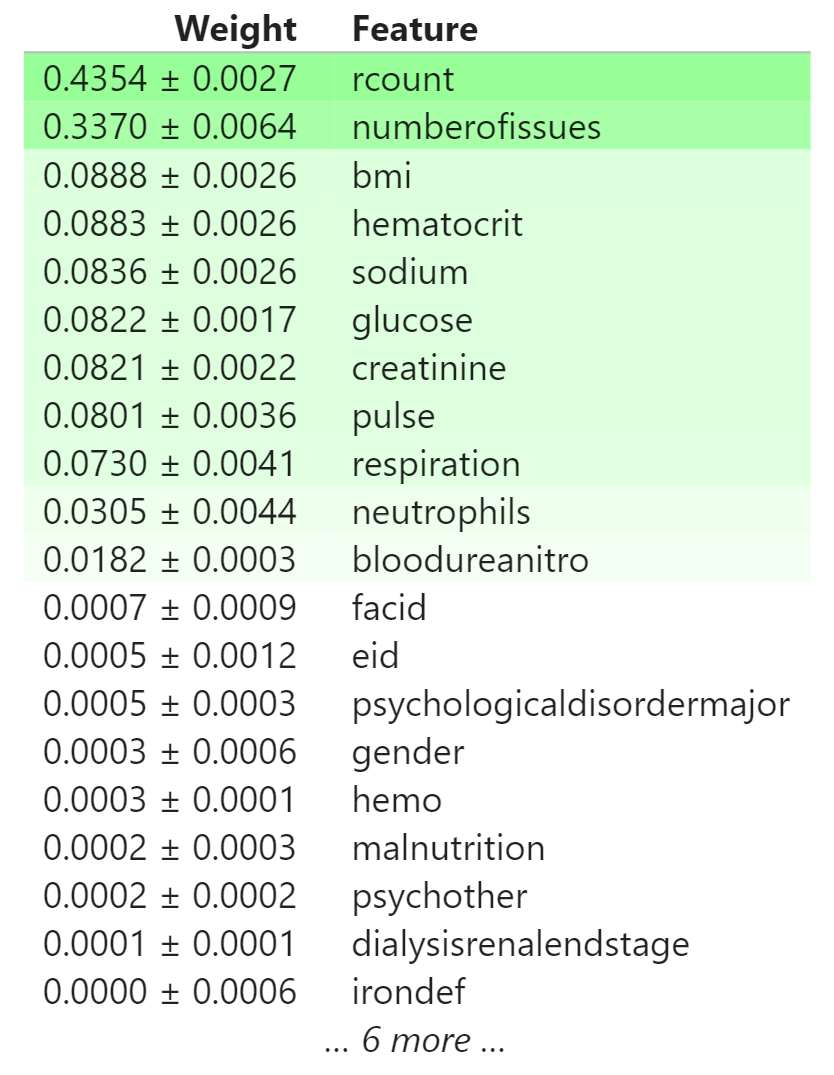 Weight Feature
0.4354 ± 0.0027 rcount
0.3370 ± 0.0064 numberofissues
0.0888 ± 0.0026 bmi
0.0883 ± 0.0026 hematocrit
0.0836 ± 0.0026 sodium
0.0822 ± 0.0017 glucose
0.0821 ± 0.0022 creatinine
0.0801 ± 0.0036 pulse
0.0730 ± 0.0041 respiration
0.0305 ± 0.0044 neutrophils
0.0182 ± 0.0003 bloodureanitro
0.0007 ± 0.0009 facid
0.0005 ± 0.0012 eid
0.0005 ± 0.0003 psychologicaldisordermajor
0.0003 ± 0.0006 gender
0.0003 ± 0.0001 hemo
0.0002 ± 0.0003 malnutrition
0.0002 ± 0.0002 psychother
0.0001 ± 0.0001 dialysisrenalendstage
0.0000 ± 0.0006 irondef
… 6 more …